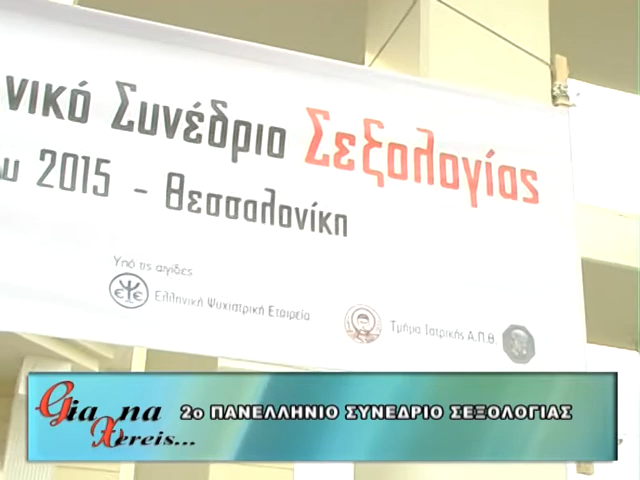 νικό Συνέδριο Σεξολογίας
υ 2015 - Θεσσαλονίκη
Υπό τις αιγίδες
ΕΨΕ Ελληνική Ψυχιατρική Εταιρεία
Τμήμα Ιατρικής Α.Π.Θ.
Gia na Xereis...
2ο ΠΑΝΕΛΛΗΝΙΟ ΣΥΝΕΔΡΙΟ ΣΕΞΟΛΟΓΙΑΣ